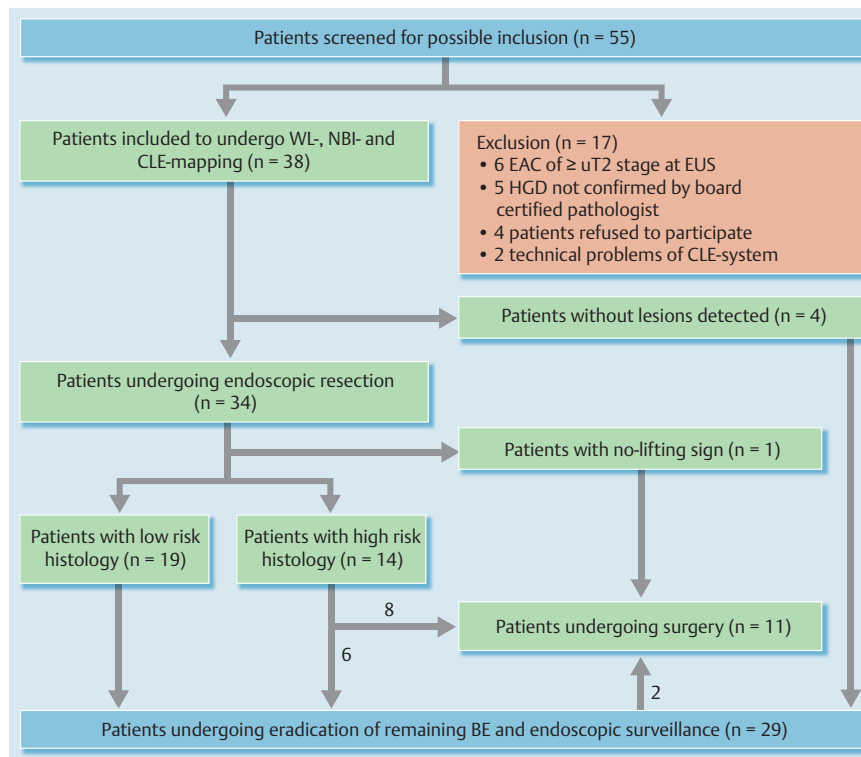 Patients screened for possible inclusion (n = 55)
Patients included to undergo WL-, NBI- and
CLE-mapping (n = 38)
Exclusion (n = 17)
• 6 EAC of ≥ uT2 stage at EUS
• 5 HGD not confirmed by board
certified pathologist
• 4 patients refused to participate
• 2 technical problems of CLE-system
Patients without lesions detected (n = 4)
Patients undergoing endoscopic resection
(n = 34)
Patients with no-lifting sign (n = 1)
Patients with low risk
histology (n = 19)
Patients with high risk
histology (n = 14)
8
Patients undergoing surgery (n = 11)
6
2
Patients undergoing eradication of remaining BE and endoscopic surveillance (n = 29)